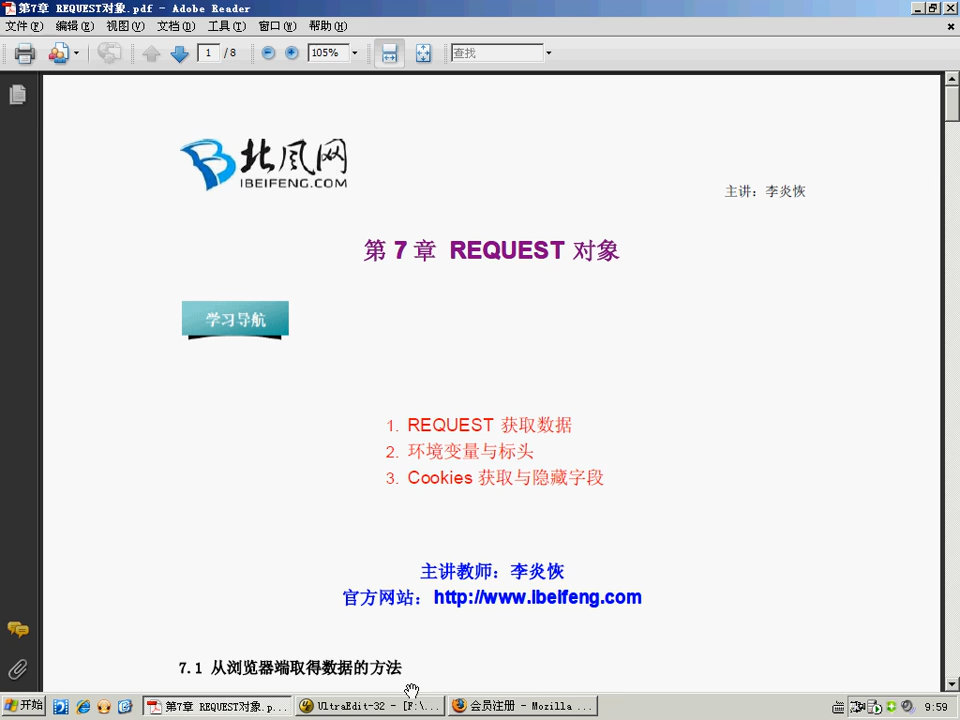 第7章 REQUEST对象.pdf - Adobe Reader
文件(F) 编辑(E) 视图(V) 文档(D) 工具(T) 窗口(W) 帮助(H)
1 / 8 105% 查找
北风网
IBEIFENG.COM
主讲：李炎恢
第 7 章 REQUEST 对象
学习导航
1. REQUEST 获取数据
2. 环境变量与标头
3. Cookies 获取与隐藏字段
主讲教师：李炎恢
官方网站：http://www.ibeifeng.com
7.1 从浏览器端取得数据的方法
开始 第7章 REQUEST对象.p... UltraEdit-32 - [F:\... 会员注册 - Mozilla ... 9:59